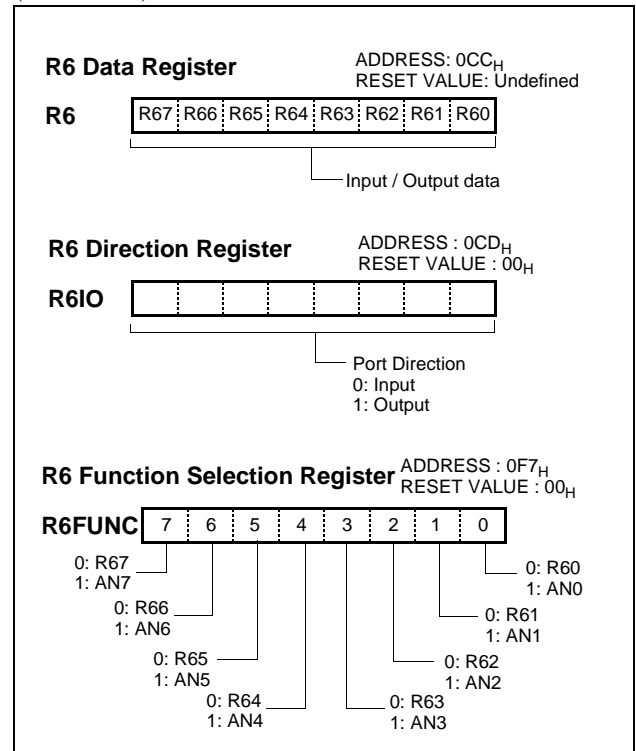 R6 Data Register
ADDRESS: 0CCH
RESET VALUE: Undefined
R6
R67 R66 R65 R64 R63 R62 R61 R60
Input / Output data
R6 Direction Register
ADDRESS : 0CDH
RESET VALUE : 00H
R6IO
Port Direction
0: Input
1: Output
R6 Function Selection Register
ADDRESS : 0F7H
RESET VALUE : 00H
R6FUNC
7 6 5 4 3 2 1 0
0: R67
1: AN7
0: R60
1: AN0
0: R66
1: AN6
0: R61
1: AN1
0: R65
1: AN5
0: R62
1: AN2
0: R64
1: AN4
0: R63
1: AN3